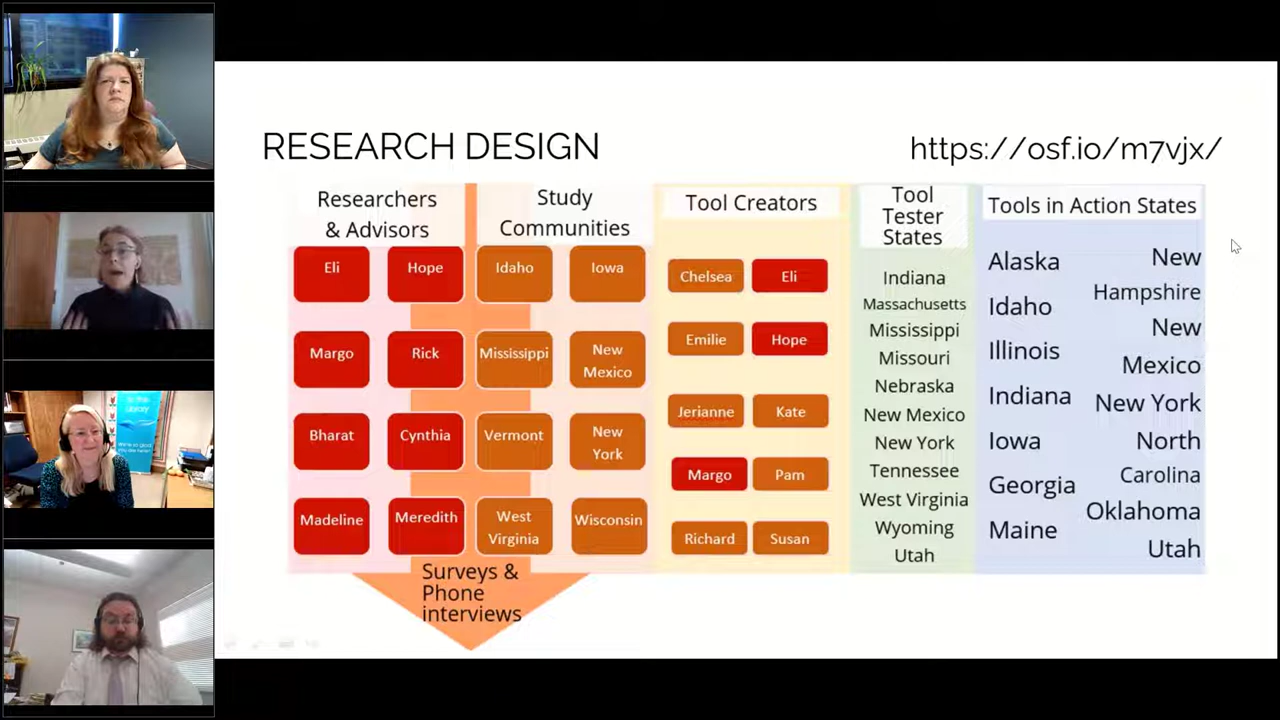 RESEARCH DESIGN
https://osf.io/m7vjx/
Researchers
& Advisors
Eli
Hope
Margo
Rick
Bharat
Cynthia
Madeline
Meredith
Study
Communities
Idaho
Iowa
Mississippi
New
Mexico
Vermont
New
York
West
Virginia
Wisconsin
Surveys &
Phone
interviews
Tool Creators
Chelsea
Eli
Emilie
Hope
Jerianne
Kate
Margo
Pam
Richard
Susan
Tool
Tester
States
Indiana
Massachusetts
Mississippi
Missouri
Nebraska
New Mexico
New York
Tennessee
West Virginia
Wyoming
Utah
Tools in Action States
Alaska
Idaho
Illinois
Indiana
Iowa
Georgia
Maine
New
Hampshire
New
Mexico
New York
North
Carolina
Oklahoma
Utah